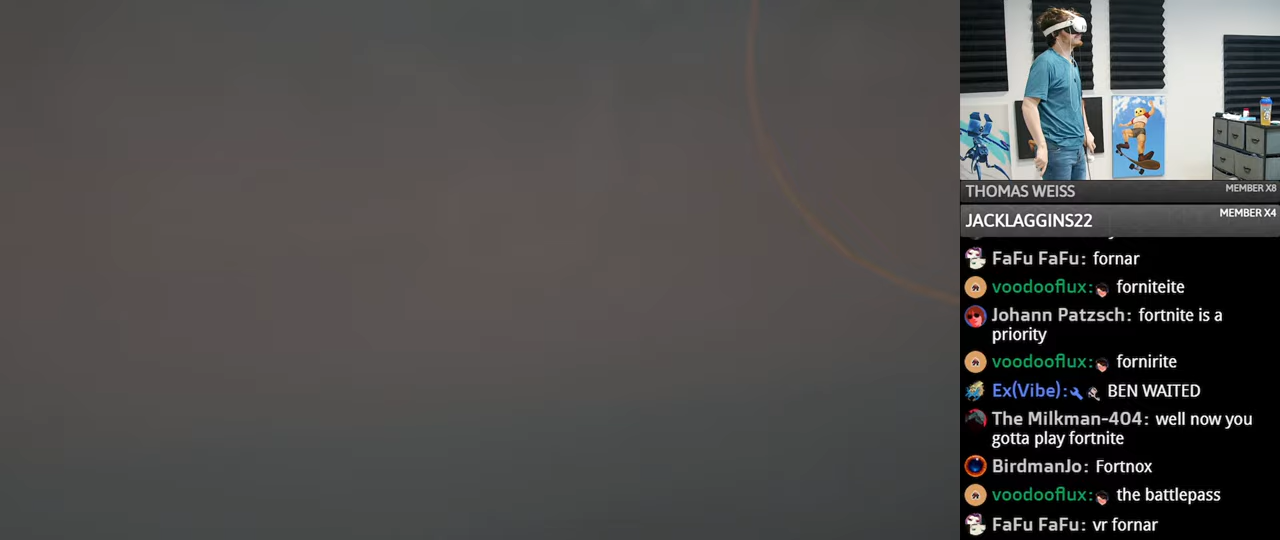 THOMAS WEISS MEMBER X8
JACKLAGGINS22 MEMBER X4
FaFu FaFu: fornar
voodooflux: forniteite
Johann Patzsch: fortnite is a
priority
voodooflux: fornirite
Ex(Vibe): BEN WAITED
The Milkman-404: well now you
gotta play fortnite
BirdmanJo: Fortnox
voodooflux: the battlepass
FaFu FaFu: vr fornar